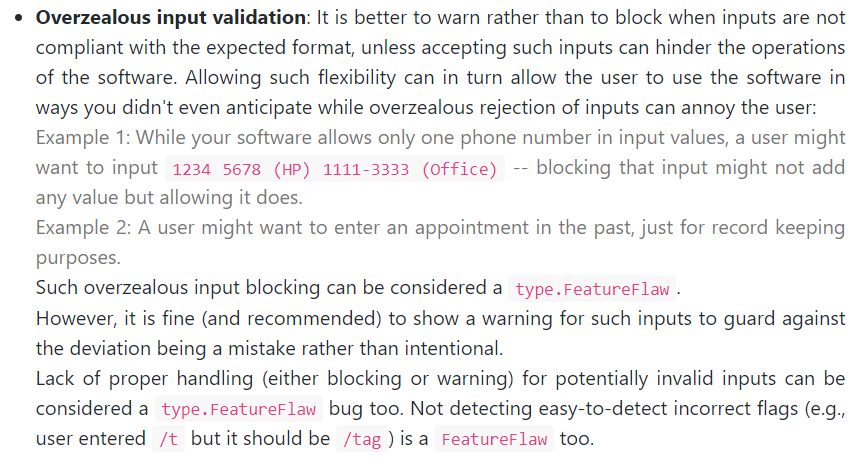 • Overzealous input validation: It is better to warn rather than to block when inputs are not
compliant with the expected format, unless accepting such inputs can hinder the operations
of the software. Allowing such flexibility can in turn allow the user to use the software in
ways you didn't even anticipate while overzealous rejection of inputs can annoy the user:
Example 1: While your software allows only one phone number in input values, a user might
want to input 1234 5678 (HP) 1111-3333 (Office) -- blocking that input might not add
any value but allowing it does.
Example 2: A user might want to enter an appointment in the past, just for record keeping
purposes.
Such overzealous input blocking can be considered a type.FeatureFlaw.
However, it is fine (and recommended) to show a warning for such inputs to guard against
the deviation being a mistake rather than intentional.
Lack of proper handling (either blocking or warning) for potentially invalid inputs can be
considered a type.FeatureFlaw bug too. Not detecting easy-to-detect incorrect flags (e.g.,
user entered /t but it should be /tag) is a FeatureFlaw too.